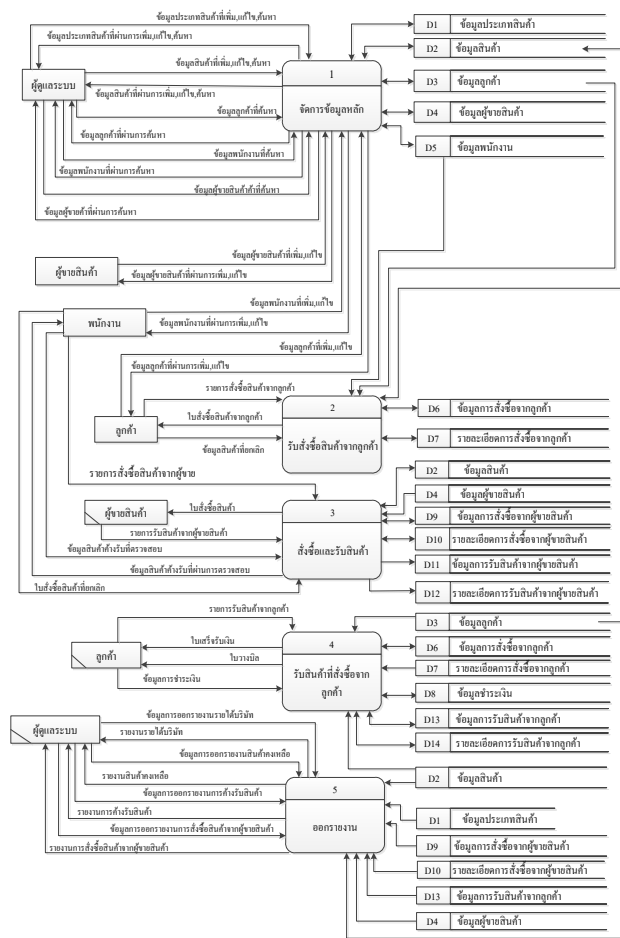 ข้อมูลประเภทสินค้าที่เพิ่ม,แก้ไข,ค้นหา
ข้อมูลประเภทสินค้าที่ผ่านการเพิ่ม,แก้ไข,ค้นหา
ข้อมูลสินค้าที่เพิ่ม,แก้ไข,ค้นหา
ผู้ดูแลระบบ
ข้อมูลสินค้าที่ผ่านการเพิ่ม,แก้ไข,ค้นหา
ข้อมูลลูกค้าที่ค้นหา
ข้อมูลลูกค้าที่ผ่านการค้นหา
ข้อมูลพนักงานที่ค้นหา
ข้อมูลพนักงานที่ผ่านการค้นหา
ข้อมูลผู้ขายสินค้าที่ค้นหา
ข้อมูลผู้ขายค้าที่ผ่านการค้นหา
1
จัดการข้อมูลหลัก
D1 ข้อมูลประเภทสินค้า
D2 ข้อมูลสินค้า
D3 ข้อมูลลูกค้า
D4 ข้อมูลผู้ขายสินค้า
D5 ข้อมูลพนักงาน
ข้อมูลผู้ขายสินค้าที่เพิ่ม,แก้ไข
ผู้ขายสินค้า
ข้อมูลผู้ขายสินค้าที่ผ่านการเพิ่ม,แก้ไข
ข้อมูลพนักงานที่เพิ่ม,แก้ไข
พนักงาน
ข้อมูลพนักงานที่ผ่านการเพิ่ม,แก้ไข
ข้อมูลลูกค้าที่เพิ่ม,แก้ไข
ข้อมูลลูกค้าที่ผ่านการเพิ่ม,แก้ไข
รายการสั่งซื้อสินค้าจากลูกค้า
ใบสั่งซื้อสินค้าจากลูกค้า
ลูกค้า
ข้อมูลสินค้าที่ยกเลิก
2
รับสั่งซื้อสินค้าจากลูกค้า
D6 ข้อมูลการสั่งซื้อจากลูกค้า
D7 รายละเอียดการสั่งซื้อจากลูกค้า
รายการสั่งซื้อสินค้าจากผู้ขาย
ใบสั่งซื้อสินค้า
ผู้ขายสินค้า
รายการรับสินค้าจากผู้ขายสินค้า
ข้อมูลสินค้าค้างรับที่ตรวจสอบ
ข้อมูลสินค้าค้างรับที่ผ่านการตรวจสอบ
ใบสั่งซื้อสินค้าที่ยกเลิก
3
สั่งซื้อและรับสินค้า
D2 ข้อมูลสินค้า
D4 ข้อมูลผู้ขายสินค้า
D9 ข้อมูลการสั่งซื้อจากผู้ขายสินค้า
D10 รายละเอียดการสั่งซื้อจากผู้ขายสินค้า
D11 ข้อมูลการรับสินค้าจากผู้ขายสินค้า
D12 รายละเอียดการรับสินค้าจากผู้ขายสินค้า
รายการรับสินค้าจากลูกค้า
ใบเสร็จรับเงิน
ลูกค้า
ใบวางบิล
ข้อมูลการชำระเงิน
4
รับสินค้าที่สั่งซื้อจาก
ลูกค้า
D3 ข้อมูลลูกค้า
D6 ข้อมูลการสั่งซื้อจากลูกค้า
D7 รายละเอียดการสั่งซื้อจากลูกค้า
D8 ข้อมูลชำระเงิน
D13 ข้อมูลการรับสินค้าจากลูกค้า
D14 รายละเอียดการรับสินค้าจากลูกค้า
D2 ข้อมูลสินค้า
ข้อมูลการออกรายงานรายได้บริษัท
ผู้ดูแลระบบ
รายงานรายได้บริษัท
ข้อมูลการออกรายงานสินค้าคงเหลือ
รายงานสินค้าคงเหลือ
ข้อมูลการออกรายงานการค้างรับสินค้า
รายงานการค้างรับสินค้า
ข้อมูลการออกรายงานการสั่งซื้อสินค้าจากผู้ขายสินค้า
รายงานการสั่งซื้อสินค้าจากผู้ขายสินค้า
5
ออกรายงาน
D1 ข้อมูลประเภทสินค้า
D9 ข้อมูลการสั่งซื้อจากผู้ขายสินค้า
D10 รายละเอียดการสั่งซื้อจากผู้ขายสินค้า
D13 ข้อมูลการรับสินค้าจากลูกค้า
D4 ข้อมูลผู้ขายสินค้า